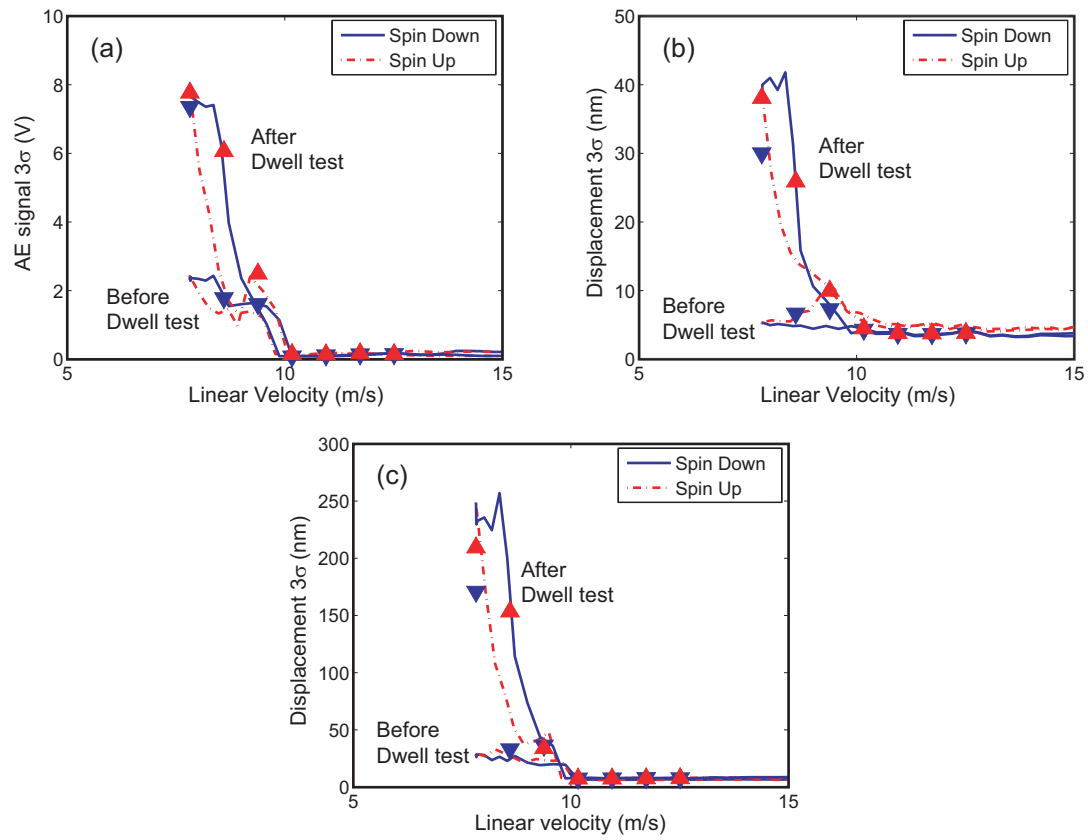 (a)
Spin Down
Spin Up
10
8
6
4
2
0
AE signal 3σ (V)
After
Dwell test
Before
Dwell test
5
10
15
Linear Velocity (m/s)
(b)
Spin Down
Spin Up
50
40
30
20
10
0
Displacement 3σ (nm)
After
Dwell test
Before
Dwell test
5
10
15
Linear Velocity (m/s)
(c)
Spin Down
Spin Up
300
250
200
150
100
50
0
Displacement 3σ (nm)
After
Dwell test
Before
Dwell test
5
10
15
Linear velocity (m/s)